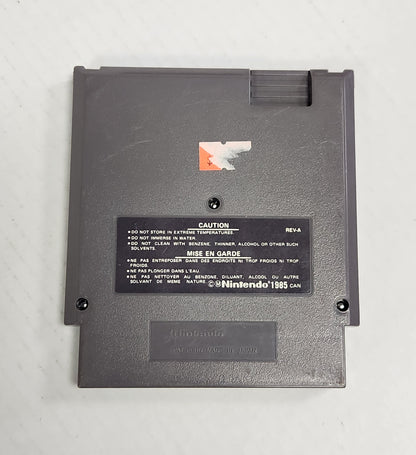 CAUTION
REV-A
•DO NOT STORE IN EXTREME TEMPERATURES.
•DO NOT IMMERSE IN WATER.
•DO NOT CLEAN WITH BENZENE, THINNER, ALCOHOL OR OTHER SUCH
SOLVENTS.
MISE EN GARDE
•NE PAS ENTREPOSER DANS DES ENDROITS NI TROP FROIDS NI TROP
FROIDS.
•NE PAS PLONGER DANS L'EAU.
•NE PAS NETTOYER AU BENZENE, DILUANT, ALCOOL OU AUTRE
SOLVANT DE MEME NATURE.
©Ⓜ Nintendo® 1985 CAN
Nintendo